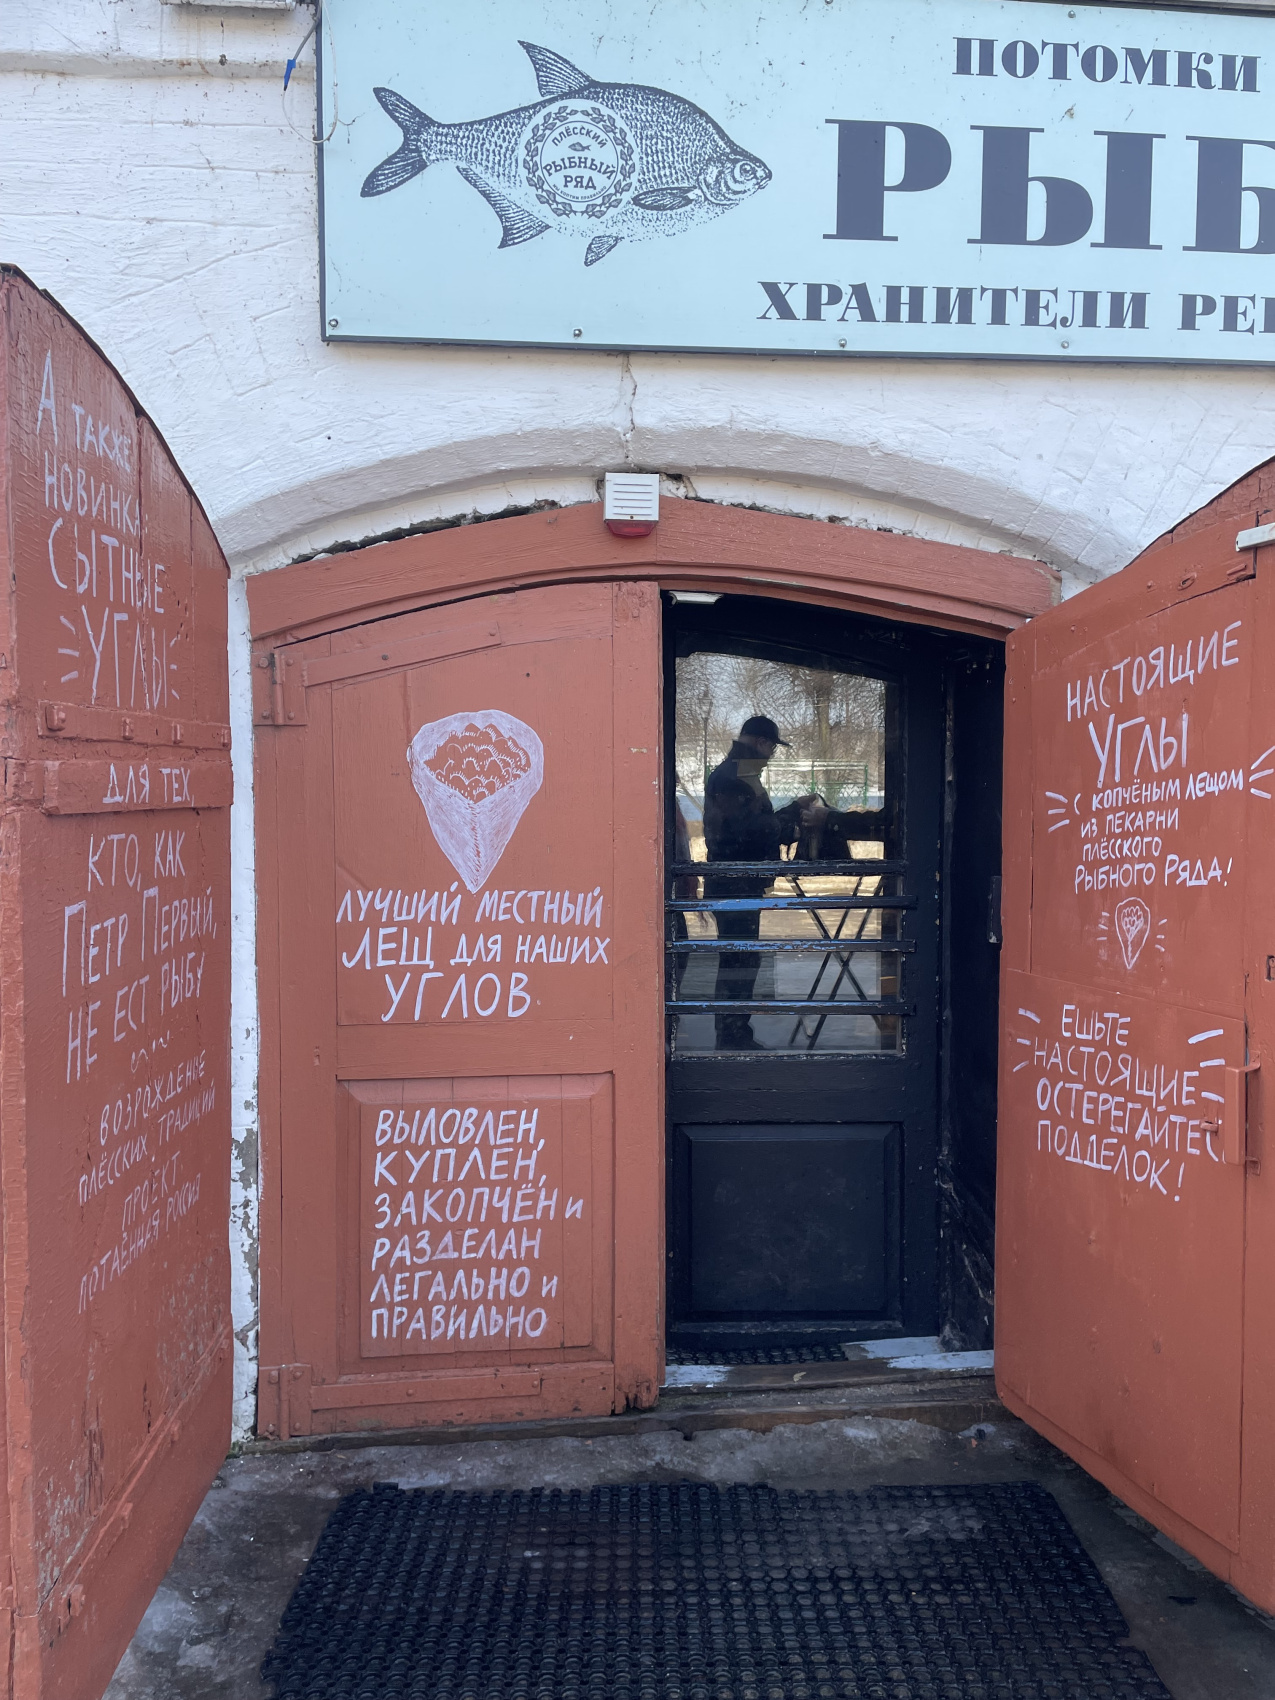 ПОТОМКИ
РЫБ
ХРАНИТЕЛИ РЕ
ПЛЁССКИЙ
РЫБНЫЙ
РЯД
А ТАКЖЕ
НОВИНКА:
СЫТНЫЕ
УГЛЫ
ДЛЯ ТЕХ,
КТО, КАК
ПЕТР ПЕРВЫЙ,
НЕ ЕСТ РЫБУ
ВОЗРОЖДЕНИЕ
ПЛЁССКИХ ТРАДИЦИЙ
ПРОЕКТ
ПОТАЁННАЯ РОССИЯ
ЛУЧШИЙ МЕСТНЫЙ
ЛЕЩ ДЛЯ НАШИХ
УГЛОВ
ВЫЛОВЛЕН,
КУПЛЕН,
ЗАКОПЧЁН И
РАЗДЕЛАН
ЛЕГАЛЬНО И
ПРАВИЛЬНО
НАСТОЯЩИЕ
УГЛЫ
С КОПЧЁНЫМ ЛЕЩОМ
ИЗ ПЕКАРНИ
ПЛЁССКОГО
РЫБНОГО РЯДА!
ЕШЬТЕ
НАСТОЯЩИЕ
ОСТЕРЕГАЙТЕСЬ
ПОДДЕЛОК!